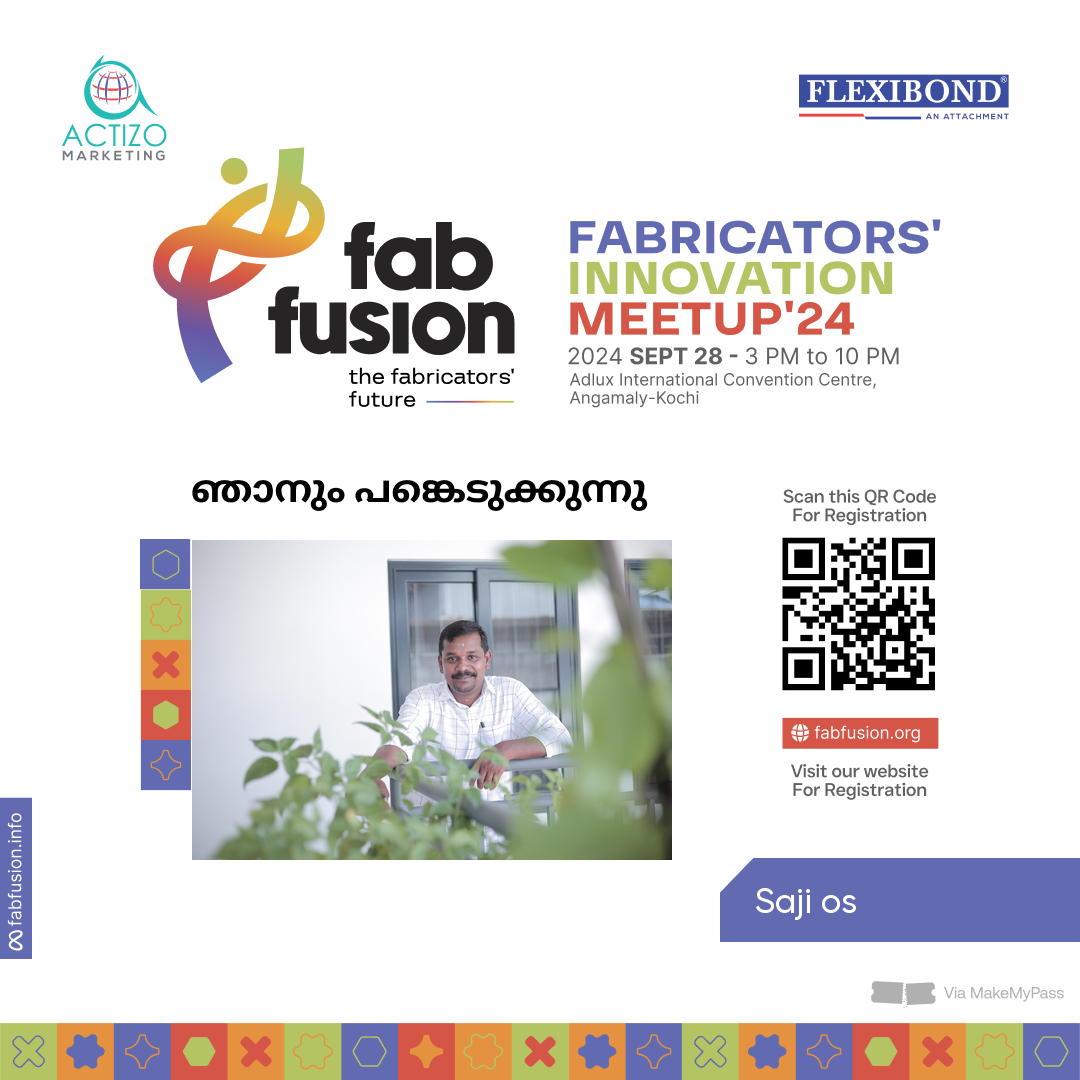 ACTIZO
MARKETING
FLEXIBOND®
AN ATTACHMENT
fab
fusion
the fabricators'
future
FABRICATORS'
INNOVATION
MEETUP'24
2024 SEPT 28 - 3 PM to 10 PM
Adlux International Convention Centre,
Angamaly-Kochi
ഞാനും പങ്കെടുക്കുന്നു
Scan this QR Code
For Registration
fabfusion.org
Visit our website
For Registration
fabfusion.info
Saji os
Via MakeMyPass